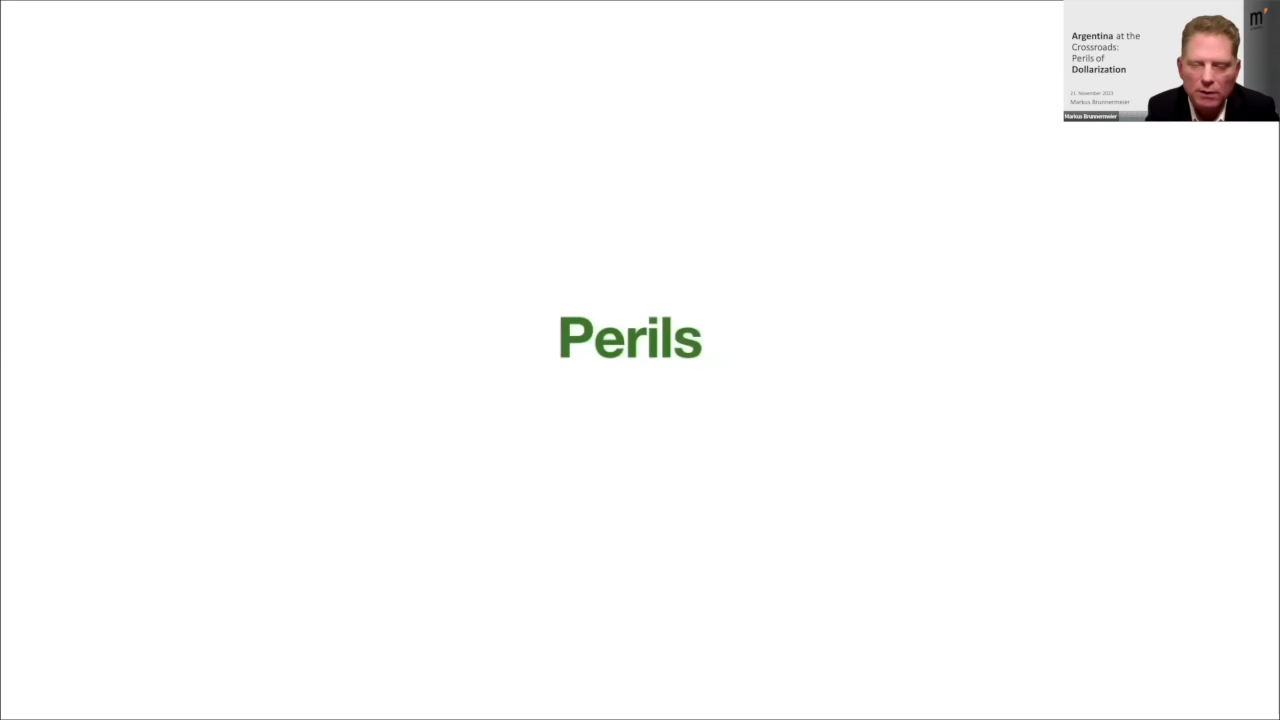 Perils
Argentina at the
Crossroads:
Perils of
Dollarization
21. November 2023
Markus Brunnermeier
Markus Brunnermeier
m